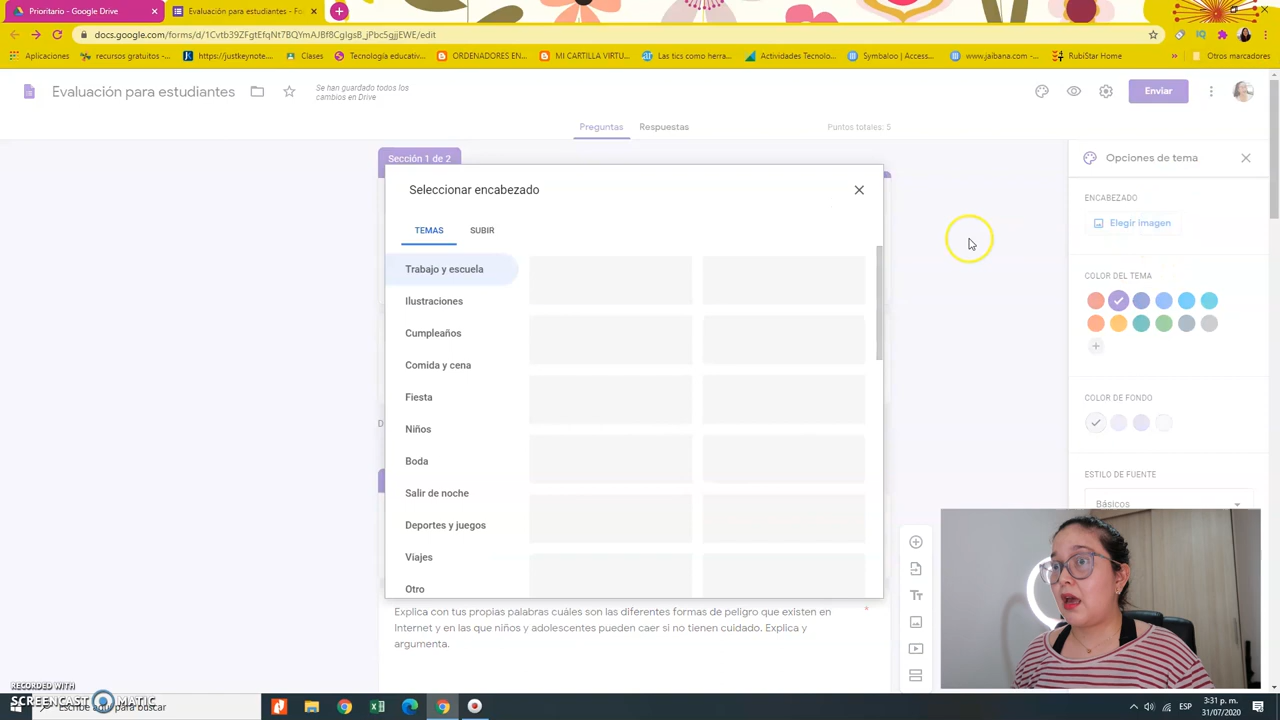 Prioritario - Google Drive
Evaluación para estudiantes - Fo
docs.google.com/forms/d/1Cvtb39ZFgtEfqNt7BQYmAJBf8CglgsB_jPbc5gjjEWE/edit
Aplicaciones
recursos gratuitos -...
https://justkeynote...
Clases
Tecnología educativ...
ORDENADORES EN...
MI CARTILLA VIRTU...
Las tics como herra...
Actividades Tecnolo...
Symbaloo | Access...
www.jaibana.com -...
RubiStar Home
»
Otros marcadores
Evaluación para estudiantes
Se han guardado todos los
cambios en Drive
Enviar
Preguntas
Respuestas
Puntos totales: 5
Sección 1 de 2
Seleccionar encabezado
TEMAS
SUBIR
Trabajo y escuela
Ilustraciones
Cumpleaños
Comida y cena
Fiesta
Niños
Boda
Salir de noche
Deportes y juegos
Viajes
Otro
Opciones de tema
ENCABEZADO
Elegir imagen
COLOR DEL TEMA
COLOR DE FONDO
ESTILO DE FUENTE
Básicos
Explica con tus propias palabras cuáles son las diferentes formas de peligro que existen en
Internet y en las que niños y adolescentes pueden caer si no tienen cuidado. Explica y
argumenta.
*
Tт
RECORDED WITH
SCREENCAST MATIC
Escribe aquí para buscar
ESP
3:31 p. m.
31/07/2020